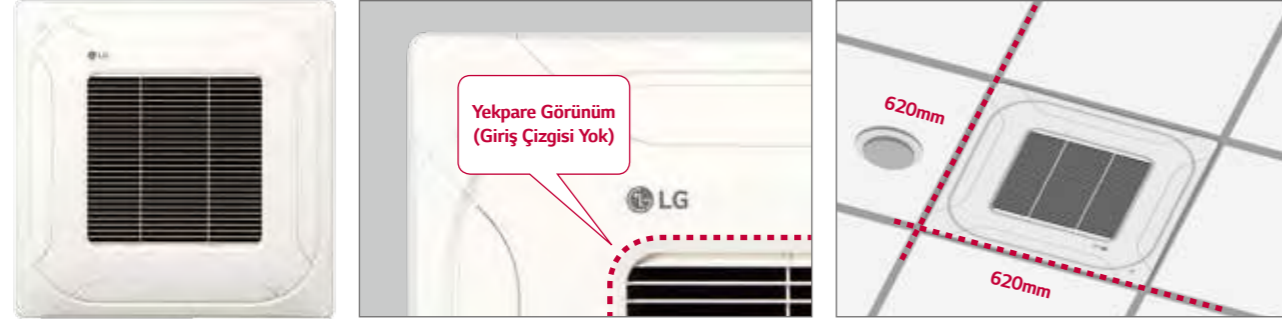 LG
Yekpare Görünüm
(Giriş Çizgisi Yok)
LG
620mm
620mm